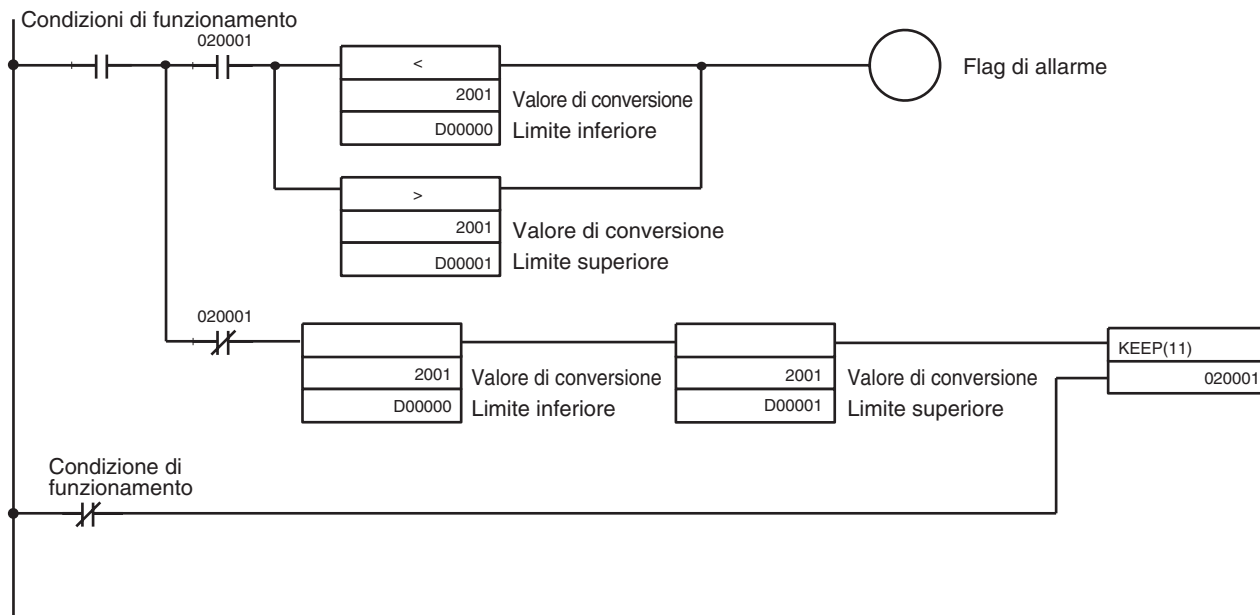 Condizioni di funzionamento
020001
<
2001 Valore di conversione
D00000 Limite inferiore
Flag di allarme
>
2001 Valore di conversione
D00001 Limite superiore
020001
2001 Valore di conversione
D00000 Limite inferiore
2001 Valore di conversione
D00001 Limite superiore
KEEP(11)
020001
Condizione di
funzionamento